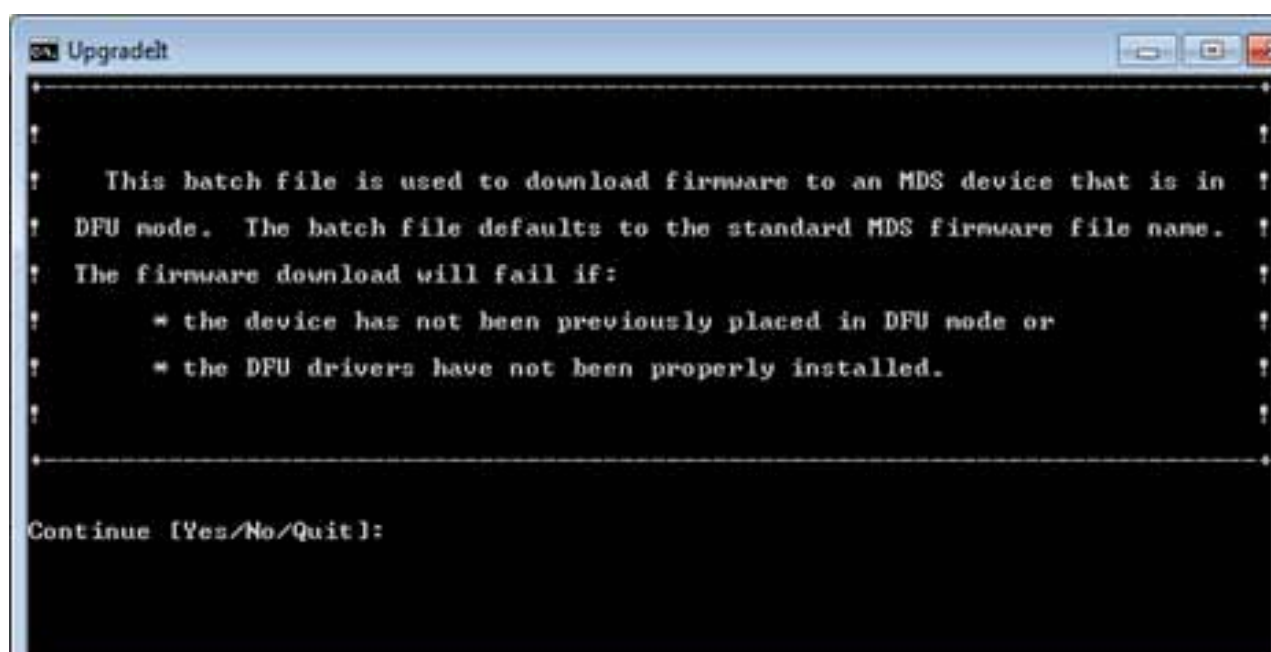 UpgradeIt
! This batch file is used to download firmware to an MDS device that is in !
! DFU mode. The batch file defaults to the standard MDS firmware file name. !
! The firmware download will fail if: !
! * the device has not been previously placed in DFU mode or !
! * the DFU drivers have not been properly installed. !
Continue [Yes/No/Quit]: